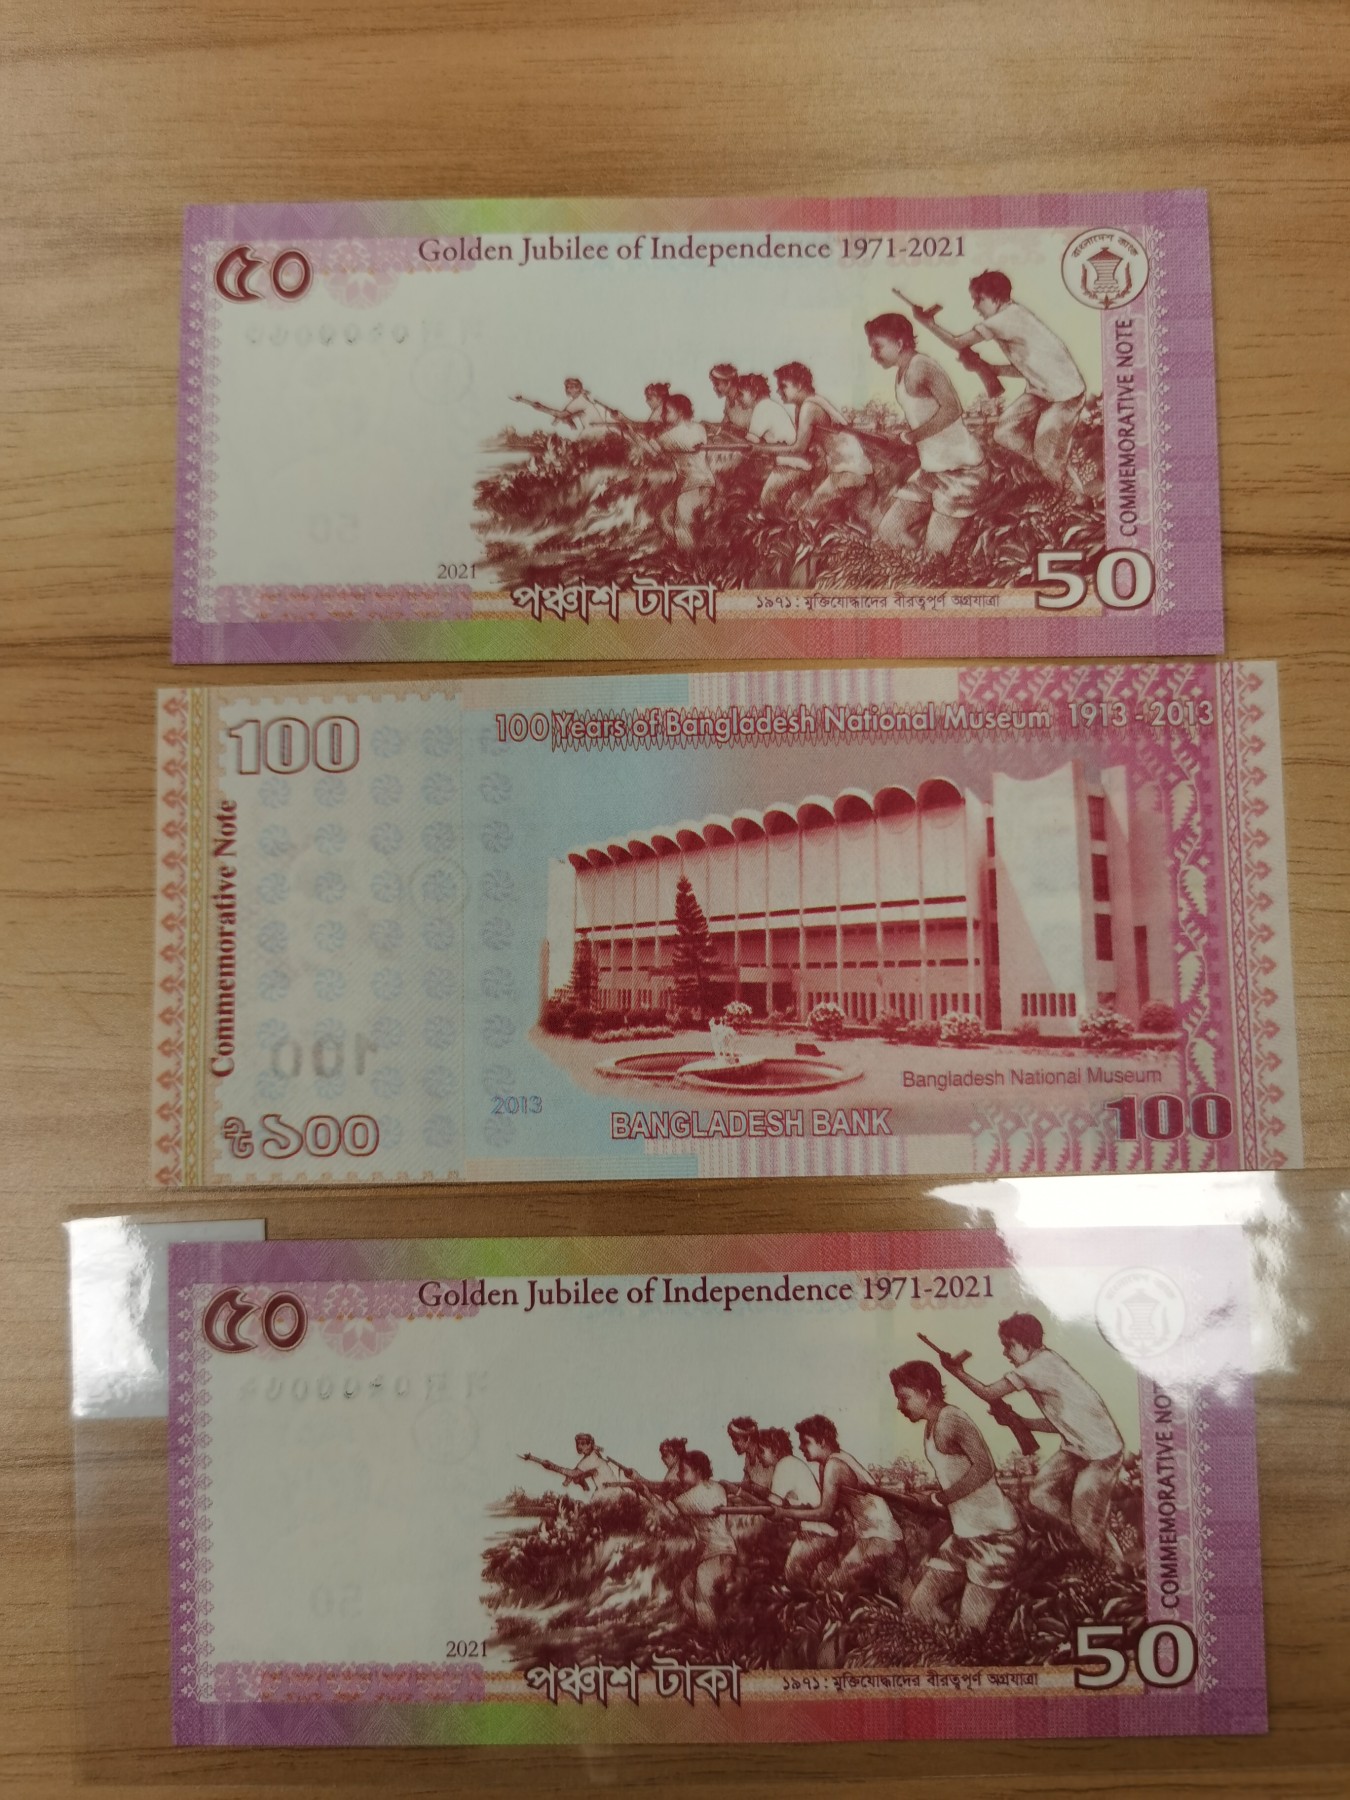 Golden Jubilee of Independence 1971-2021
৫০
বাংলাদেশ ব্যাংক
COMMEMORATIVE NOTE
2021
পঞ্চাশ টাকা
১৯৭১ : মুক্তিযোদ্ধাদের বীরত্বপূর্ণ অগ্রযাত্রা
50
100 Years of Bangladesh National Museum 1913 - 2013
100
Commemorative Note
Bangladesh National Museum
2013
BANGLADESH BANK
100
৳ ১০০
Golden Jubilee of Independence 1971-2021
৫০
COMMEMORATIVE NOT
2021
পঞ্চাশ টাকা
১৯৭১ : মুক্তিযোদ্ধাদের বীরত্বপূর্ণ অগ্রযাত্রা
50